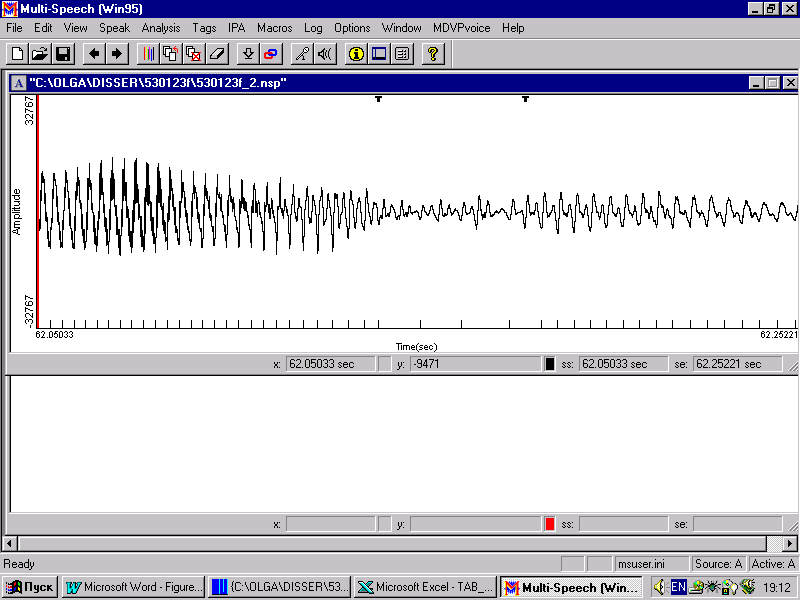 Multi-Speech (Win95)
File Edit View Speak Analysis Tags IPA Macros Log Options Window MDVPvoice Help
A "C:\OLGA\DISSER\530123f\530123f_2.nsp"
32767
Amplitude
-32767
62.05033 62.25221
Time(sec)
x: 62.05033 sec y: -9471 ss: 62.05033 sec se: 62.25221 sec
x: y: ss: se:
Ready msuser.ini Source: A Active: A
Пуск Microsoft Word - Figure... {C:\OLGA\DISSER\53... Microsoft Excel - TAB_... Multi-Speech (Win... EN 19:12